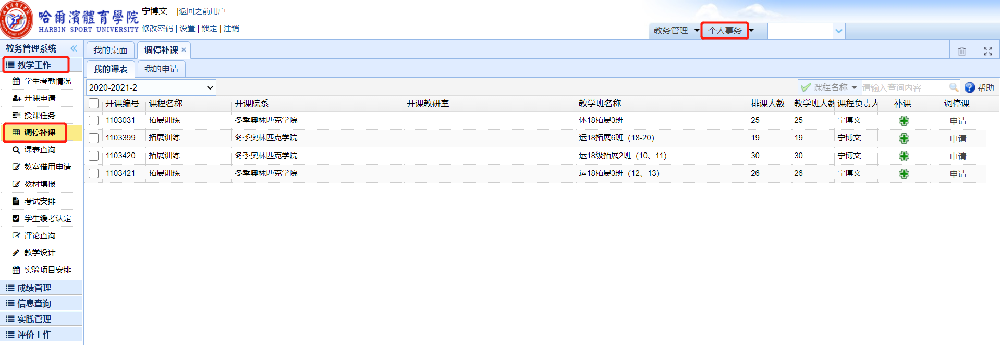 哈爾濱體育學院
HARBIN SPORT UNIVERSITY
宁博文 |返回之前用户
修改密码 | 设置 | 锁定 | 注销
教务管理 个人事务
教务管理系统
教学工作
学生考勤情况
开课申请
授课任务
调停补课
课表查询
教室借用申请
教材填报
考试安排
学生缓考认定
评论查询
教学设计
实验项目安排
成绩管理
信息查询
实践管理
评价工作
我的桌面 调停补课
我的课表 我的申请
2020-2021-2 课程名称 请输入查询内容 帮助
开课编号 课程名称 开课院系 开课教研室 教学班名称 排课人数 教学班人数 课程负责人 补课 调停课
1103031 拓展训练 冬季奥林匹克学院 体18拓展3班 25 25 宁博文 申请
1103399 拓展训练 冬季奥林匹克学院 运18拓展6班（18-20） 19 19 宁博文 申请
1103420 拓展训练 冬季奥林匹克学院 运18级拓展2班（10、11） 30 30 宁博文 申请
1103421 拓展训练 冬季奥林匹克学院 运18拓展3班（12、13） 26 26 宁博文 申请